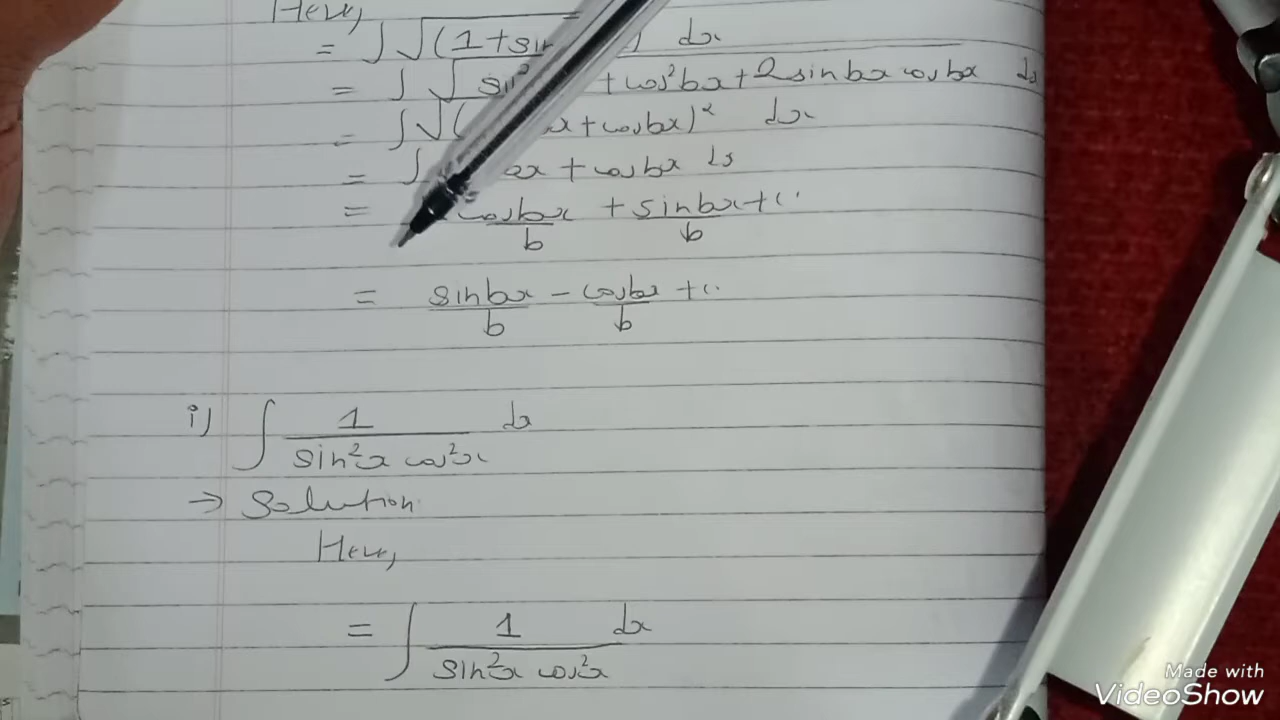 Here,
= ∫ √(1+sin ) dx
= ∫ √ sin² + cos²bx + 2sinbx cosbx dx
= ∫ √( x + cosbx)² dx
= ∫ x + cosbx dx
= cosbx/b + sinbx/b + c.
= sinbx/b - cosbx/b + c.
i) ∫ 1/(sin²x cos²x) dx
→ Solution
Here,
= ∫ 1/(sin²x cos²x) dx
Made with
VideoShow